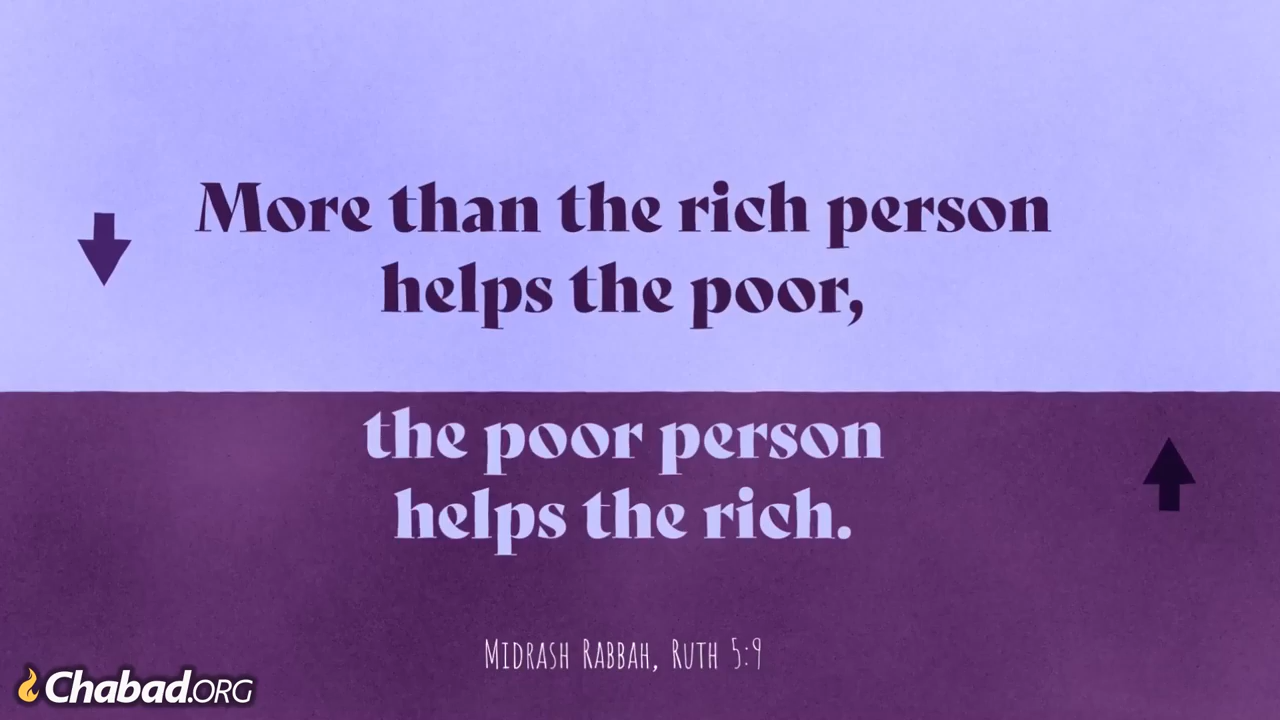 More than the rich person
helps the poor,
the poor person
helps the rich.
Midrash Rabbah, Ruth 5:9
Chabad.ORG